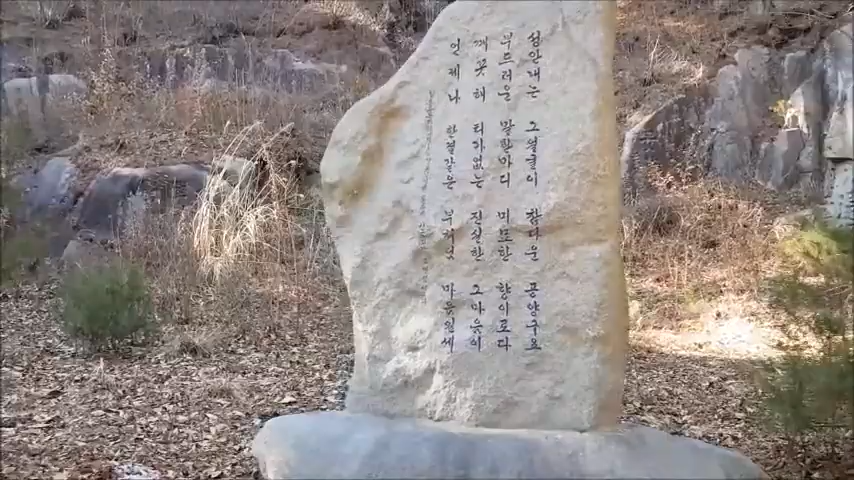 성 안 내는 그 얼굴이 참다운 공양구요
부드러운 말 한마디 미묘한 향이로다
깨끗해 티가 없는 진실한 그 마음이
언제나 한결같은 부처님 마음일세